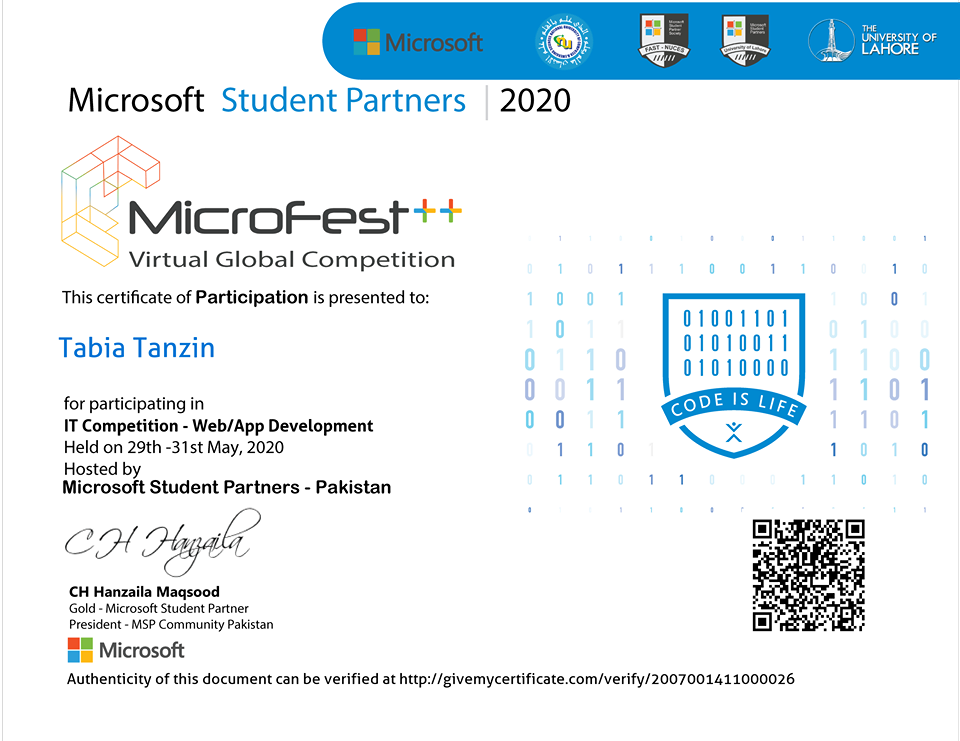 Microsoft
Microsoft Student Partner Society
FAST - NUCES
Microsoft Student Partners
University of Lahore
THE
UNIVERSITY OF
LAHORE
Microsoft Student Partners | 2020
MicroFest++
Virtual Global Competition
This certificate of Participation is presented to:
Tabia Tanzin
for participating in
IT Competition - Web/App Development
Held on 29th -31st May, 2020
Hosted by
Microsoft Student Partners - Pakistan
01001101
01010011
01010000
CODE IS LIFE
CH Hanzaila
CH Hanzaila Maqsood
Gold - Microsoft Student Partner
President - MSP Community Pakistan
Microsoft
Authenticity of this document can be verified at http://givemycertificate.com/verify/2007001411000026